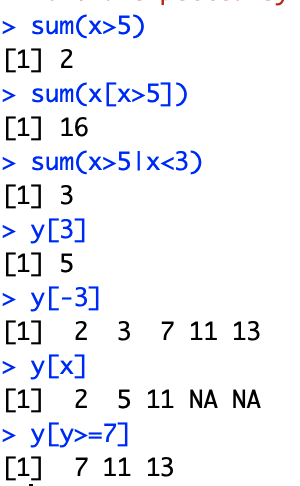 > sum(x>5)
[1] 2
> sum(x[x>5])
[1] 16
> sum(x>5|x<3)
[1] 3
> y[3]
[1] 5
> y[-3]
[1]  2  3  7 11 13
> y[x]
[1]  2  5 11 NA NA
> y[y>=7]
[1]  7 11 13